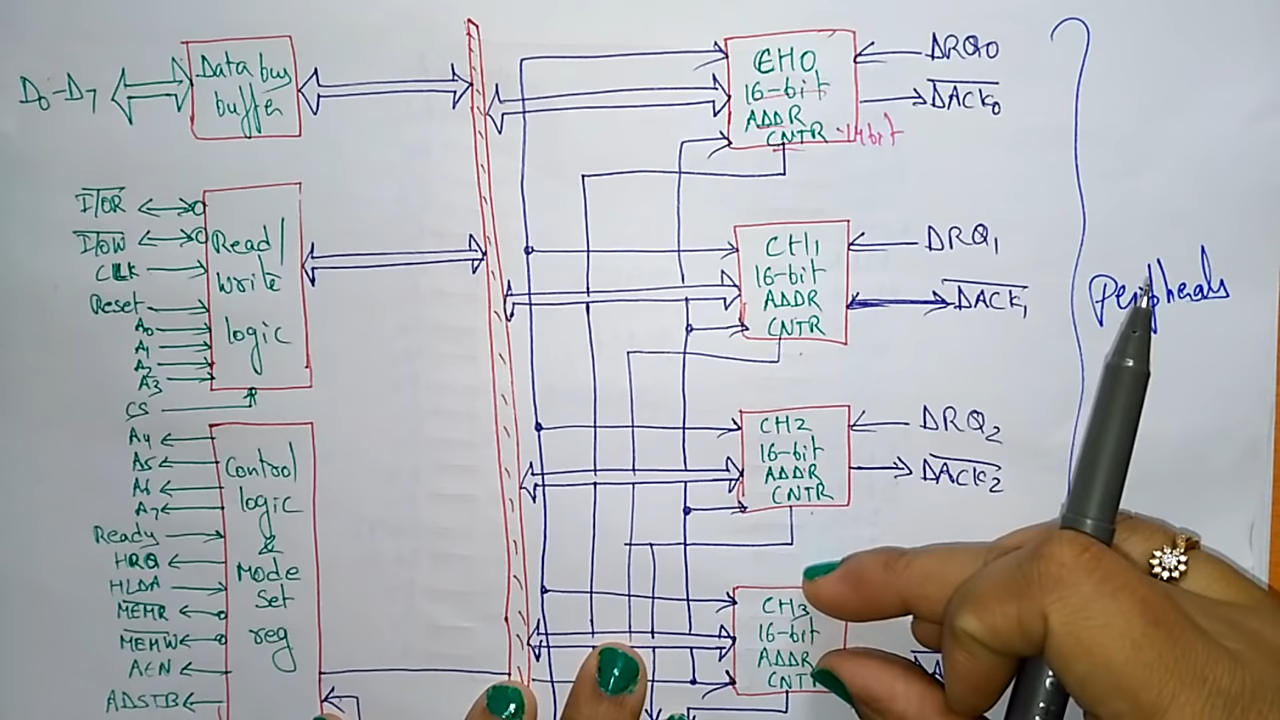 D0-D7
Data bus
buffer
I/OR
I/OW
CLK
Reset
A0
A1
A2
A3
CS
Read/
Write
logic
A4
A5
A6
A7
Ready
HRQ
HLDA
MEMR
MEMW
AEN
ADSTB
Control
logic
&
Mode
set
reg
CH0
16-bit
ADDR
CNTR -14bit
DRQ0
DACK0
CH1
16-bit
ADDR
CNTR
DRQ1
DACK1
CH2
16-bit
ADDR
CNTR
DRQ2
DACK2
CH3
16-bit
ADDR
Peripherals